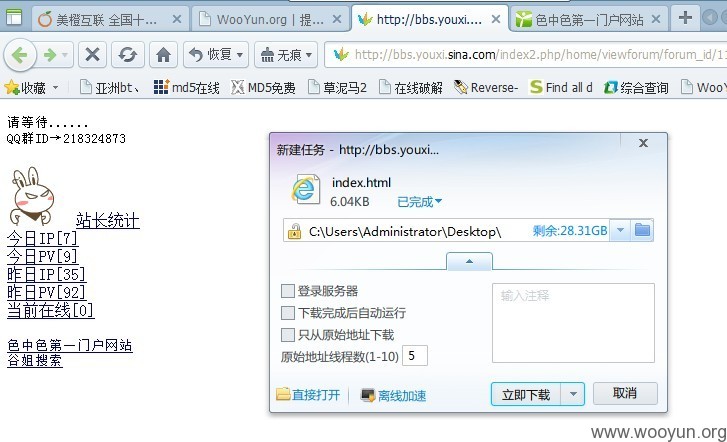 美橙互联 全国十...
WooYun.org | 提...
http://bbs.youxi....
色中色第一门户网站
恢复
无痕
http://bbs.youxi.sina.com/index2.php/home/viewforum/forum_id/11
收藏
亚洲bt、
md5在线
MD5免费
草泥马2
在线破解
Reverse-
Find all d
综合查询
WooY
请等待......
QQ群ID→218324873
站长统计
今日IP[7]
今日PV[9]
昨日IP[35]
昨日PV[92]
当前在线[0]
色中色第一门户网站
谷姐搜索
新建任务 - http://bbs.youxi...
index.html
6.04KB 已完成
C:\Users\Administrator\Desktop\ 剩余:28.31GB
登录服务器
输入注释
下载完成后自动运行
只从原始地址下载
原始地址线程数(1-10) 5
直接打开
离线加速
立即下载
取消
www.wooyun.org